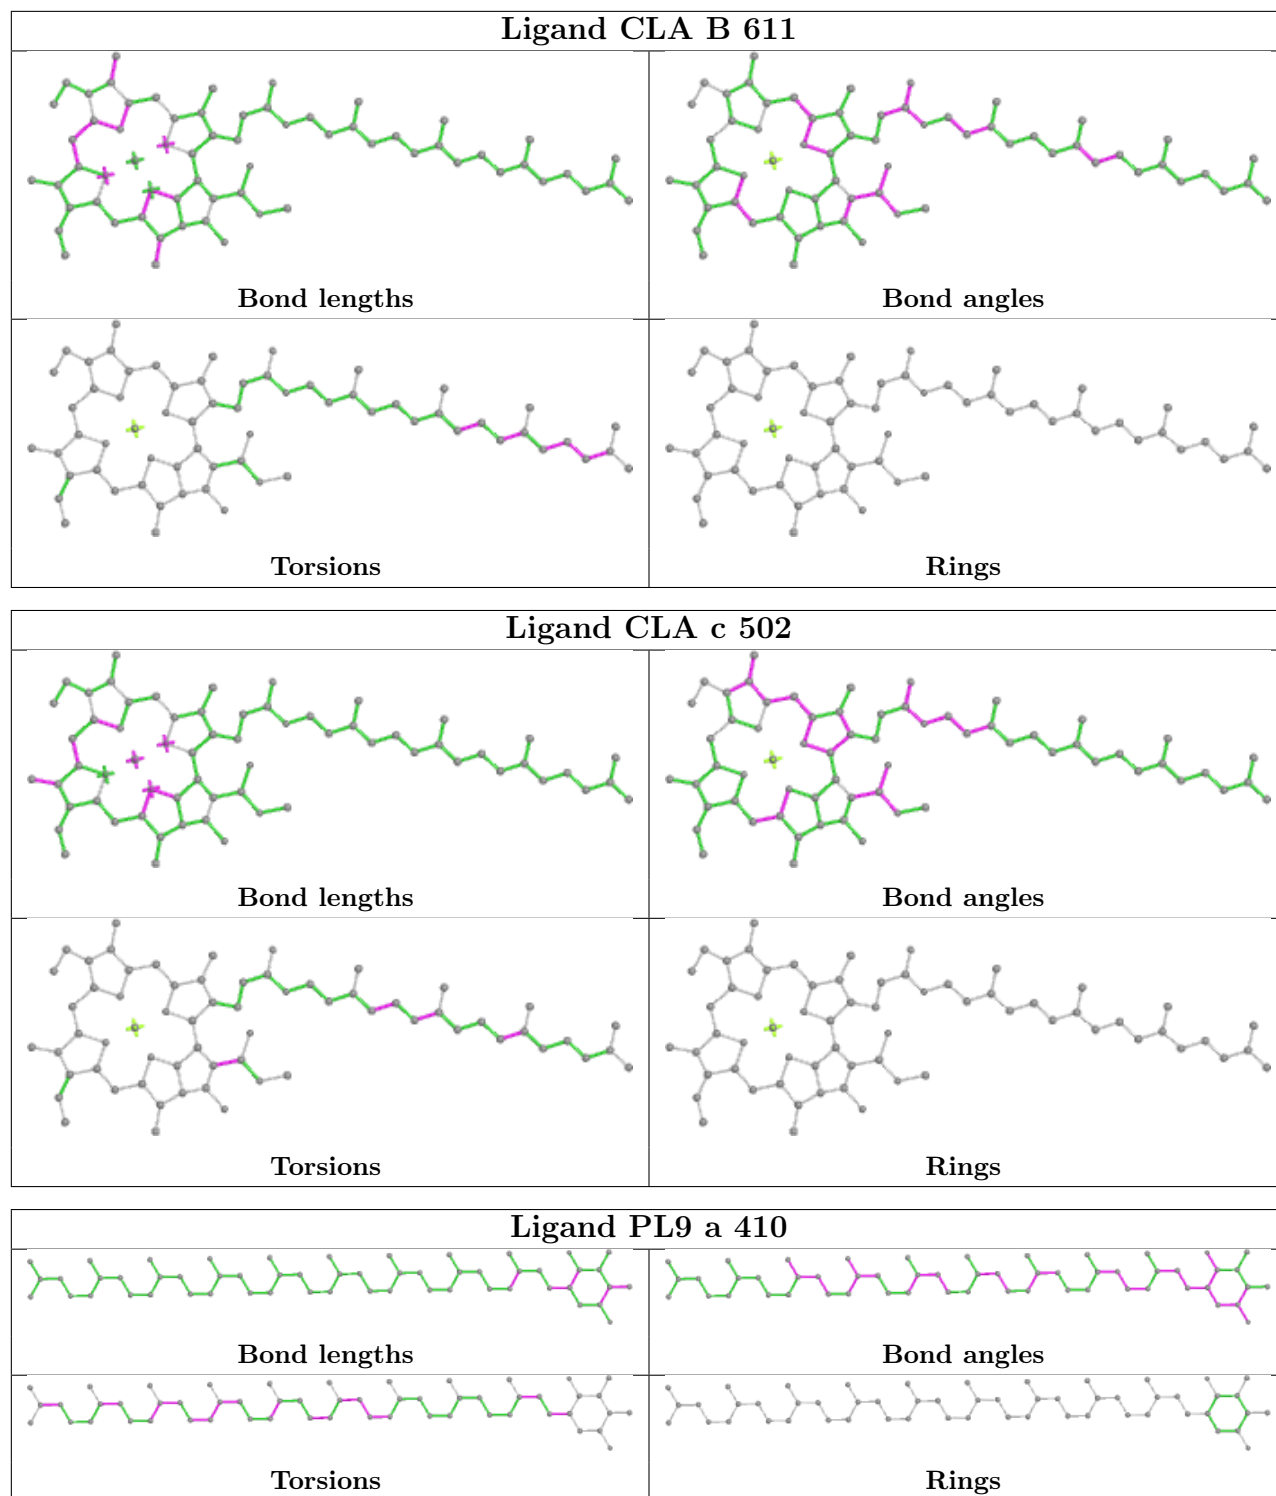 Ligand CLA B 611
Bond lengths
Bond angles
Torsions
Rings
Ligand CLA c 502
Bond lengths
Bond angles
Torsions
Rings
Ligand PL9 a 410
Bond lengths
Bond angles
Torsions
Rings